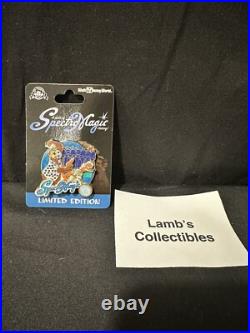 Walt Disney World
SpectroMagic
LIMITED EDITION
Lamb's
Collectibles